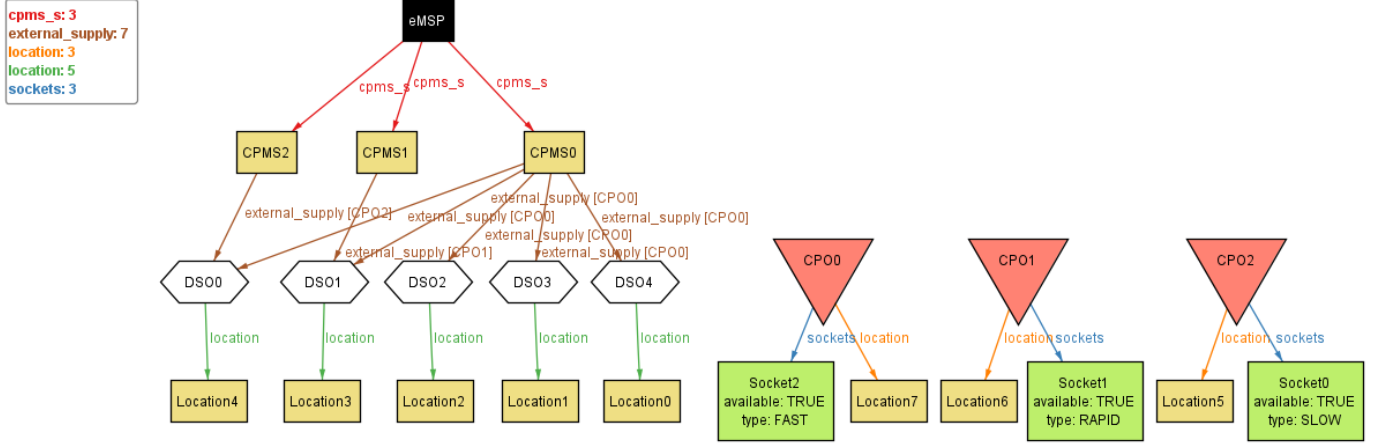 cpms_s: 3
external_supply: 7
location: 3
location: 5
sockets: 3
eMSP
cpms_s
cpms_s
cpms_s
CPMS2
CPMS1
CPMS0
external_supply [CPO2]
external_supply [CPO0]
external_supply [CPO0]
external_supply [CPO0]
external_supply [CPO0]
external_supply [CPO1]
external_supply [CPO0]
DSO0
DSO1
DSO2
DSO3
DSO4
CPO0
CPO1
CPO2
location
location
location
location
location
sockets
location
location
sockets
location
sockets
Location4
Location3
Location2
Location1
Location0
Socket2
available: TRUE
type: FAST
Location7
Location6
Socket1
available: TRUE
type: RAPID
Location5
Socket0
available: TRUE
type: SLOW